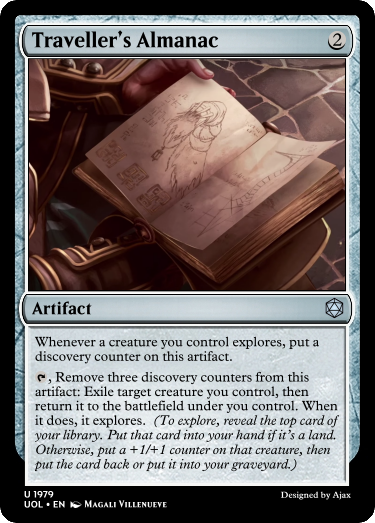 Traveller's Almanac 2
Artifact
Whenever a creature you control explores, put a
discovery counter on this artifact.
, Remove three discovery counters from this
artifact: Exile target creature you control, then
return it to the battlefield under you control. When
it does, it explores. (To explore, reveal the top card of
your library. Put that card into your hand if it's a land.
Otherwise, put a +1/+1 counter on that creature, then
put the card back or put it into your graveyard.)
U 1979
UOL • EN Magali Villenueve
Designed by Ajax